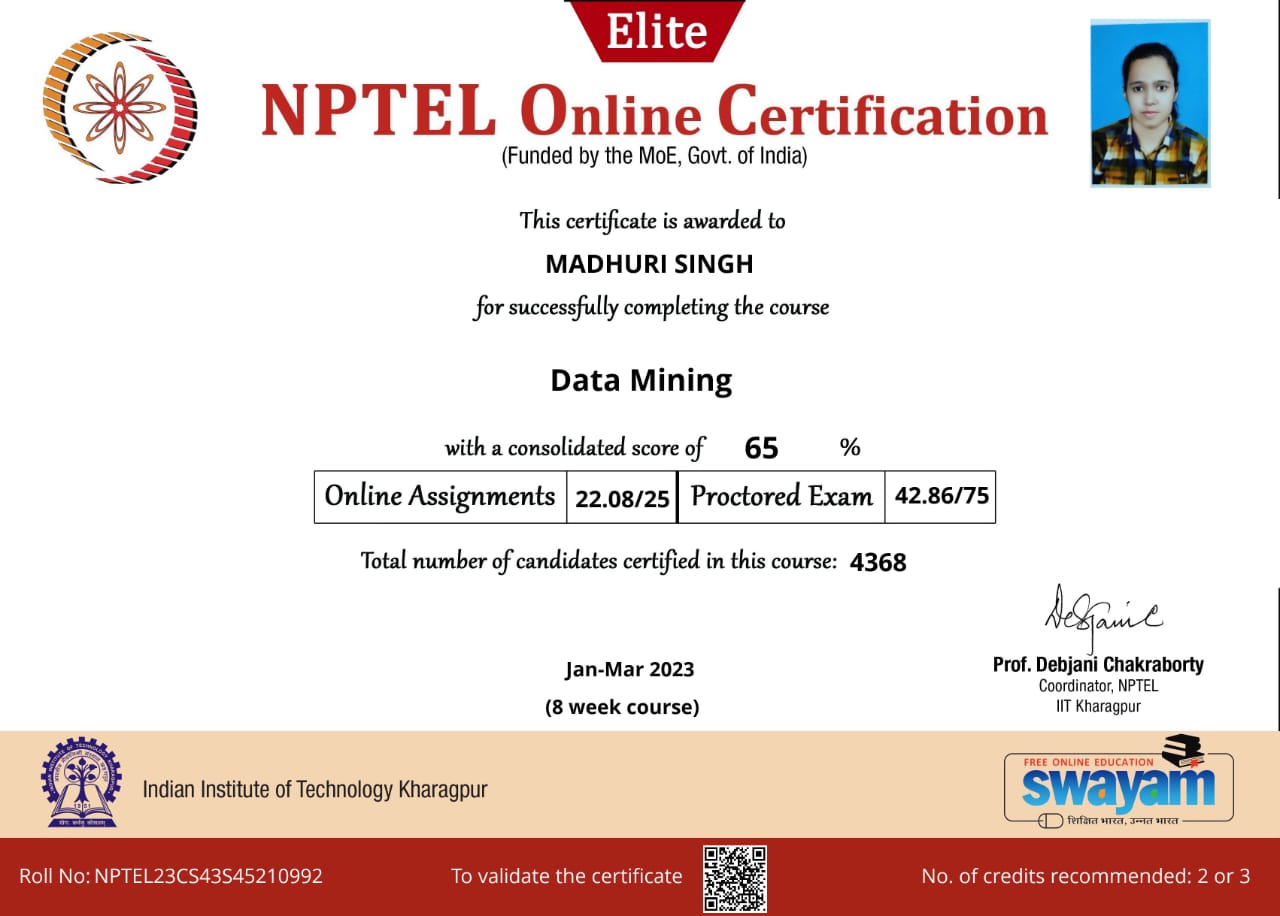 Elite
NPTEL Online Certification
(Funded by the MoE, Govt. of India)
This certificate is awarded to
MADHURI SINGH
for successfully completing the course
Data Mining
with a consolidated score of 65 %
Online Assignments 22.08/25 Proctored Exam 42.86/75
Total number of candidates certified in this course: 4368
Jan-Mar 2023
(8 week course)
Prof. Debjani Chakraborty
Coordinator, NPTEL
IIT Kharagpur
Indian Institute of Technology Kharagpur
FREE ONLINE EDUCATION
swayam
शिक्षित भारत, उन्नत भारत
Roll No: NPTEL23CS43S45210992
To validate the certificate
No. of credits recommended: 2 or 3